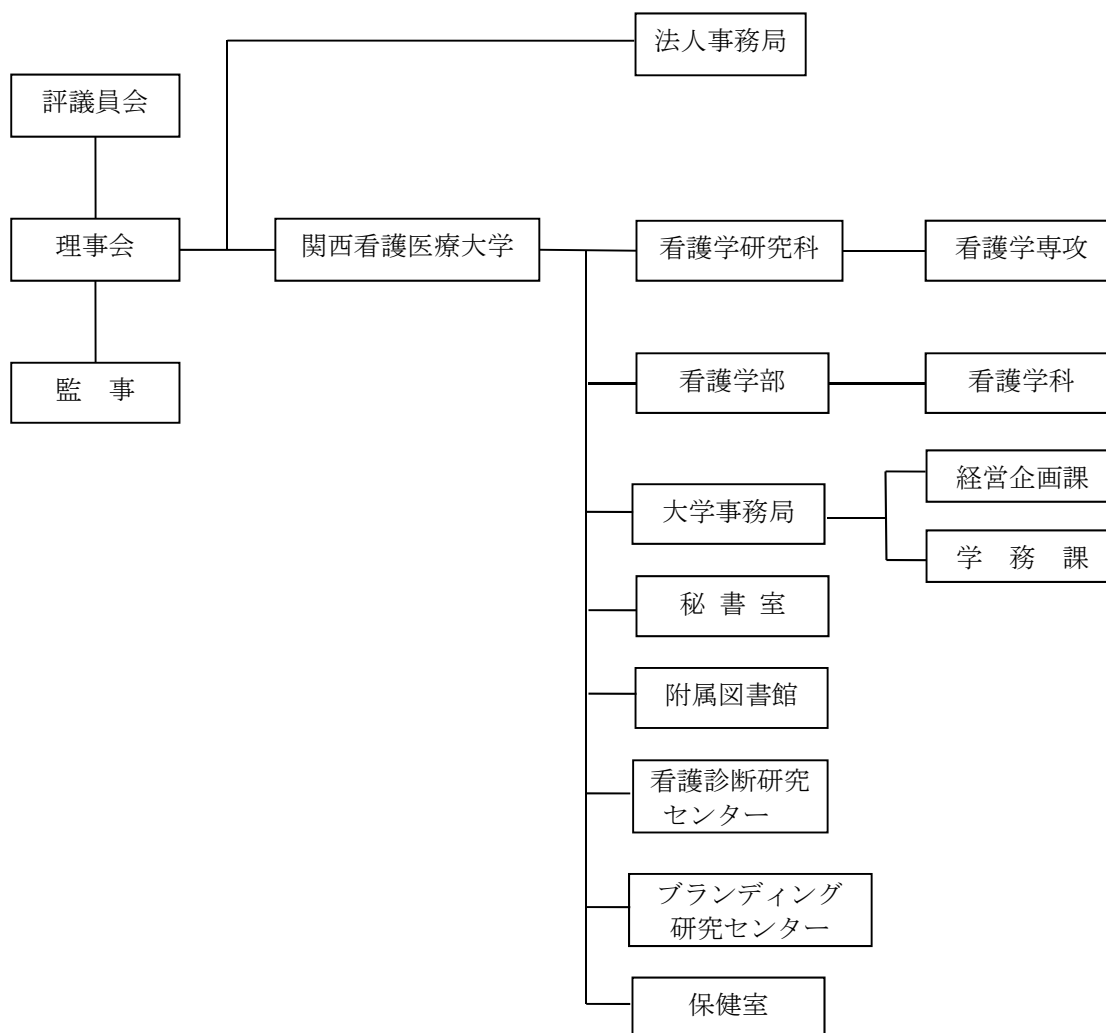 法人事務局
評議員会
理事会
関西看護医療大学
看護学研究科
看護学専攻
監　事
看護学部
看護学科
大学事務局
経営企画課
学　務　課
秘 書 室
附属図書館
看護診断研究
センター
ブランディング
研究センター
保健室